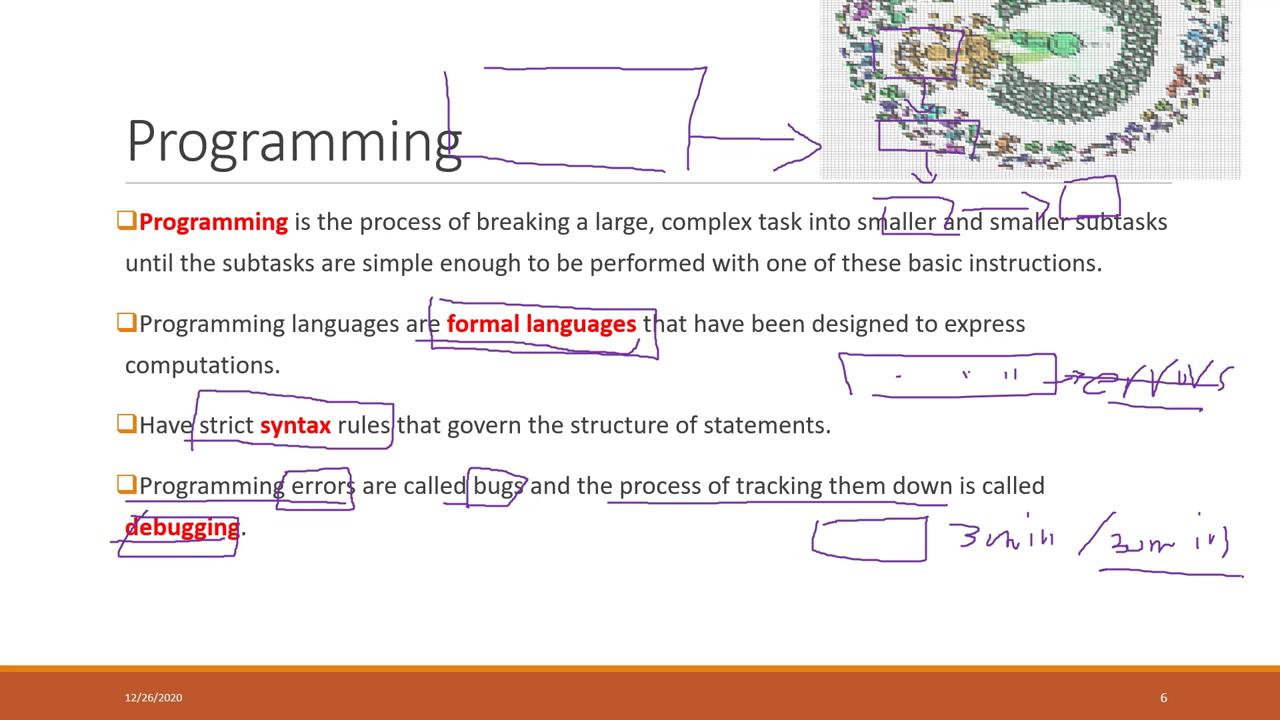 Programming
Programming is the process of breaking a large, complex task into smaller and smaller subtasks
until the subtasks are simple enough to be performed with one of these basic instructions.
Programming languages are formal languages that have been designed to express
computations.
Have strict syntax rules that govern the structure of statements.
Programming errors are called bugs and the process of tracking them down is called
debugging.
12/26/2020
6